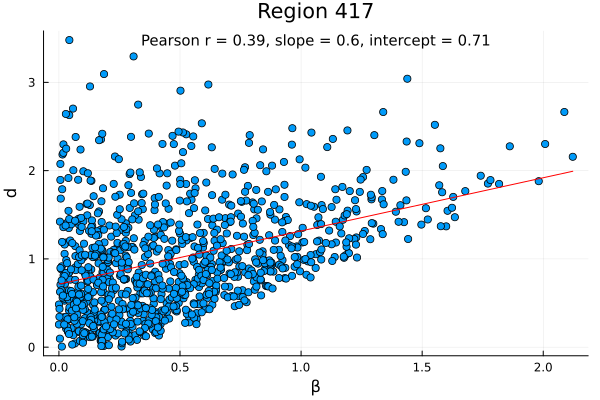 Region 417
Pearson r = 0.39, slope = 0.6, intercept = 0.71
3
2
1
0
d
0.0 0.5 1.0 1.5 2.0
β